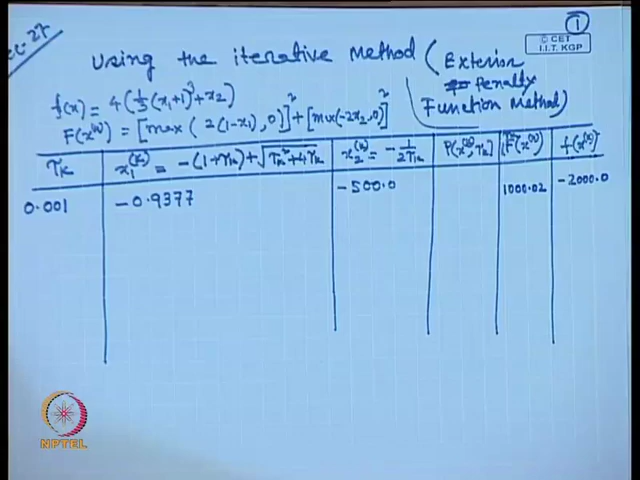 Lec-27
①
© CET
I.I.T. KGP
Using the iterative Method (Exterior
Penalty
Function Method)
f(x) = 4(1/3 (x₁+1)³ + x₂)
F(x⁽ᵏ⁾) = [max(2(1-x₁), 0)]² + [max(-2x₂, 0)]²
r_k | x₁⁽ᵏ⁾ = -(1+r_k) + √(r_k² + 4r_k) | x₂⁽ᵏ⁾ = -1/(2r_k) | P(x⁽ᵏ⁾, r_k) | F(x⁽ᵏ⁾) | f(x⁽ᵏ⁾)
0.001 | -0.9377 | -500.0 | 1000.02 | -2000.0
NPTEL